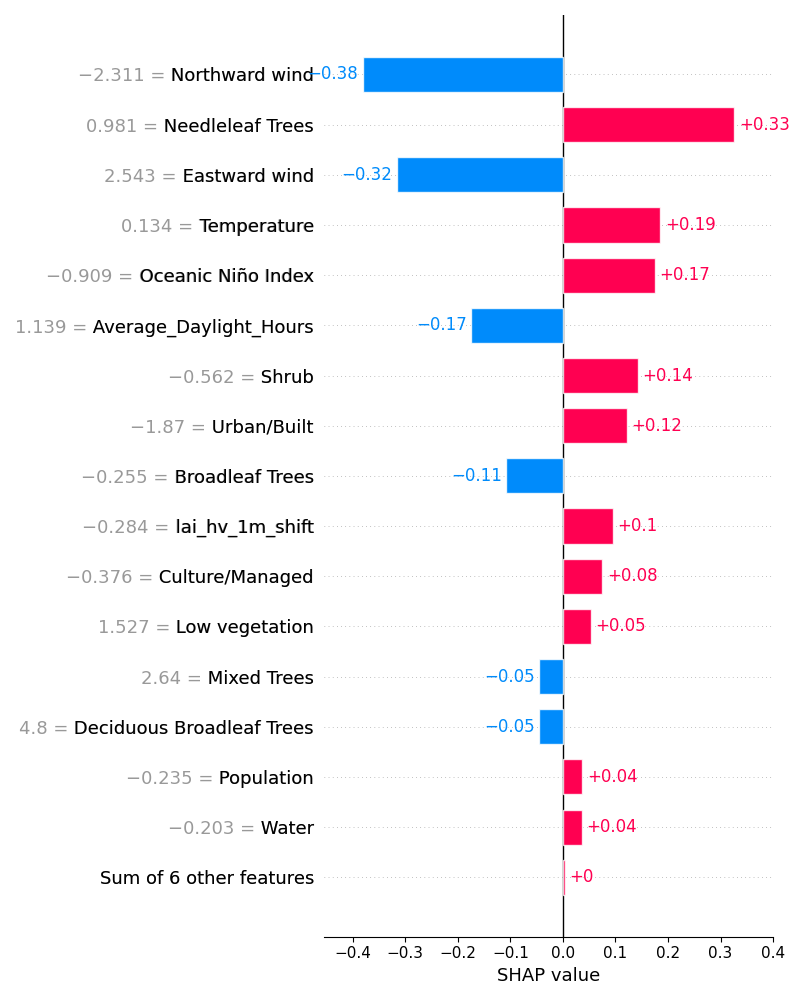 −2.311 = Northward wind −0.38
0.981 = Needleleaf Trees +0.33
2.543 = Eastward wind −0.32
0.134 = Temperature +0.19
−0.909 = Oceanic Niño Index +0.17
1.139 = Average_Daylight_Hours −0.17
−0.562 = Shrub +0.14
−1.87 = Urban/Built +0.12
−0.255 = Broadleaf Trees −0.11
−0.284 = lai_hv_1m_shift +0.1
−0.376 = Culture/Managed +0.08
1.527 = Low vegetation +0.05
2.64 = Mixed Trees −0.05
4.8 = Deciduous Broadleaf Trees −0.05
−0.235 = Population +0.04
−0.203 = Water +0.04
Sum of 6 other features +0
−0.4 −0.3 −0.2 −0.1 0.0 0.1 0.2 0.3 0.4
SHAP value